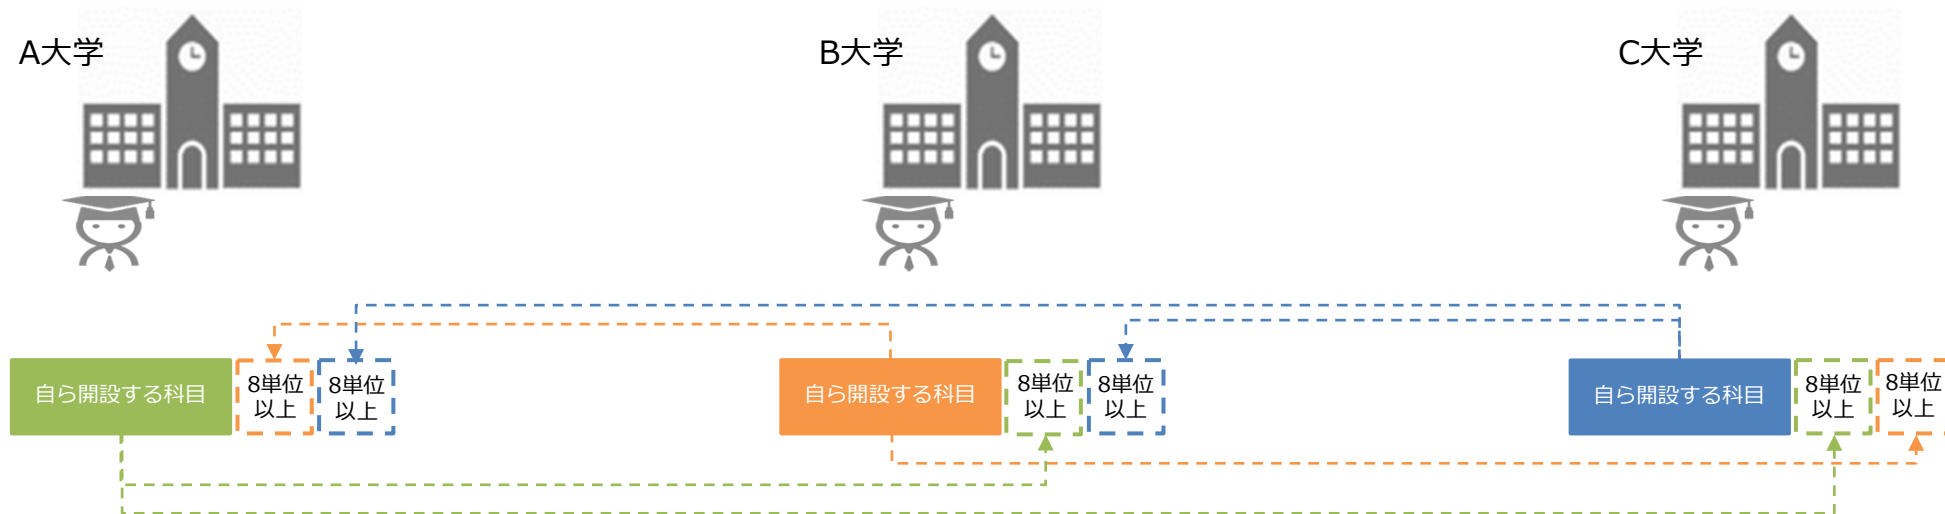 A大学
B大学
C大学
自ら開設する科目
8単位
以上
8単位
以上
自ら開設する科目
8単位
以上
8単位
以上
自ら開設する科目
8単位
以上
8単位
以上